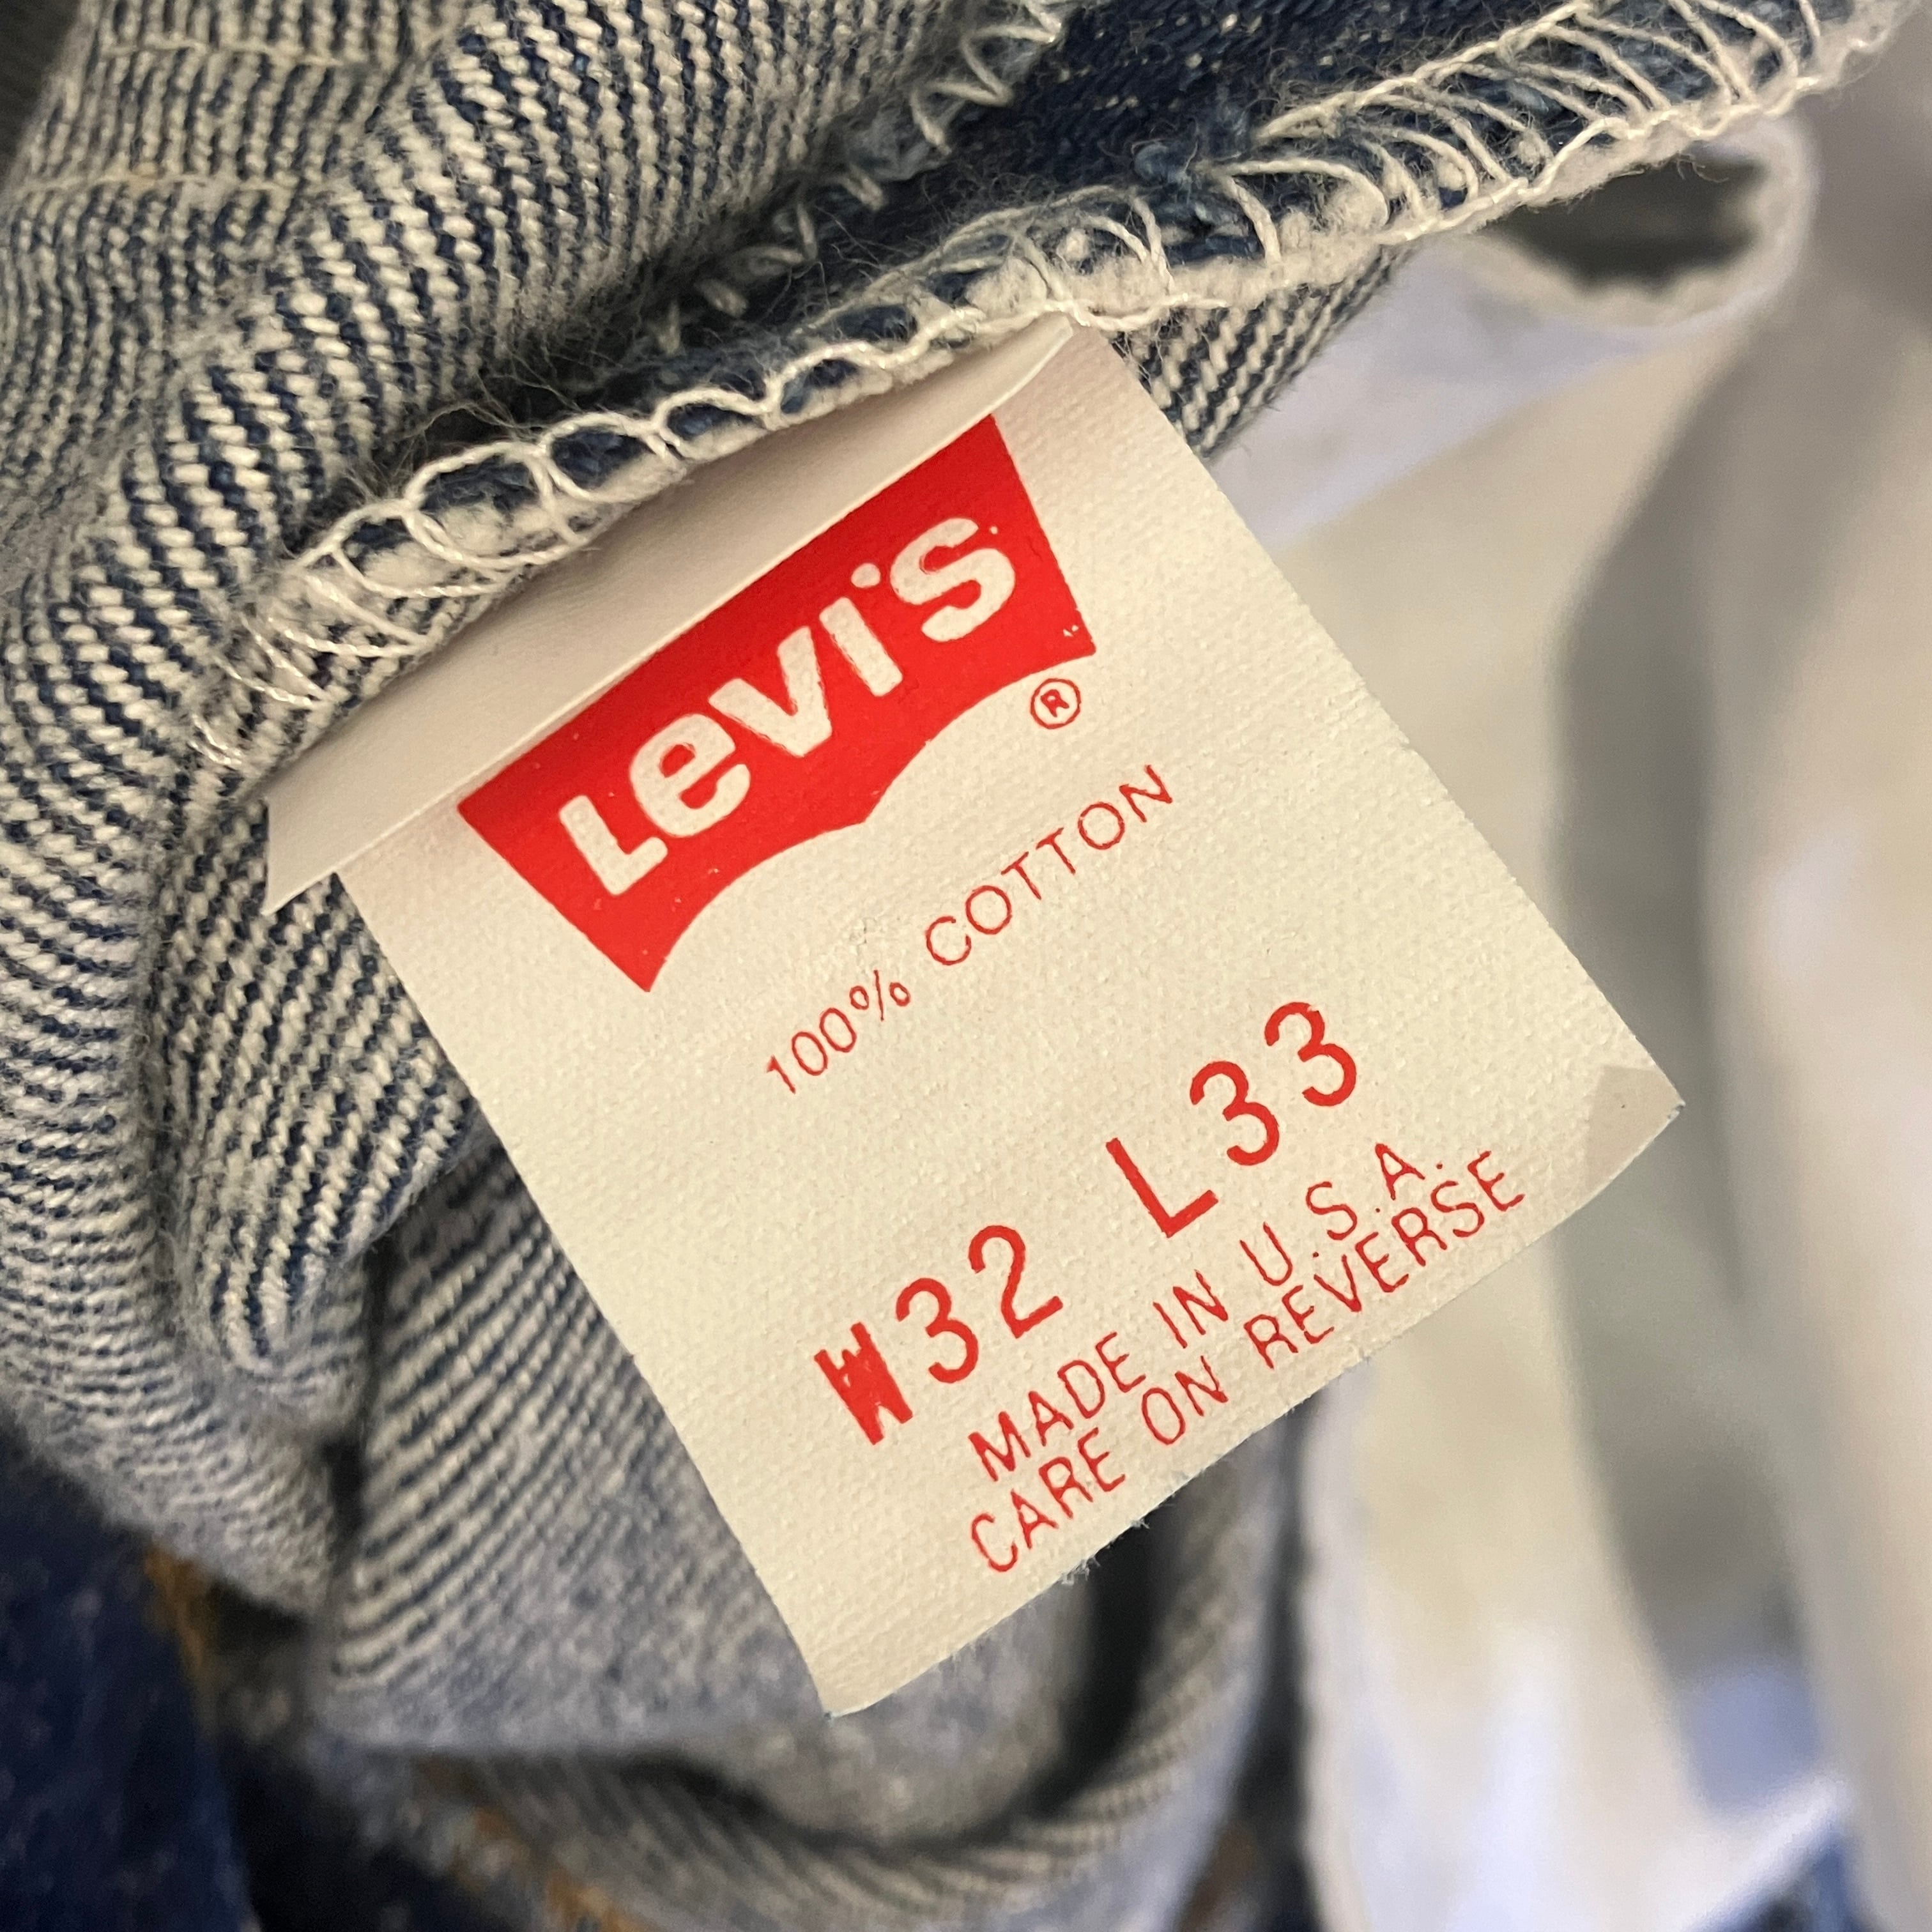 Levi's
®
100% COTTON
W32 L33
MADE IN U.S.A.
CARE ON REVERSE